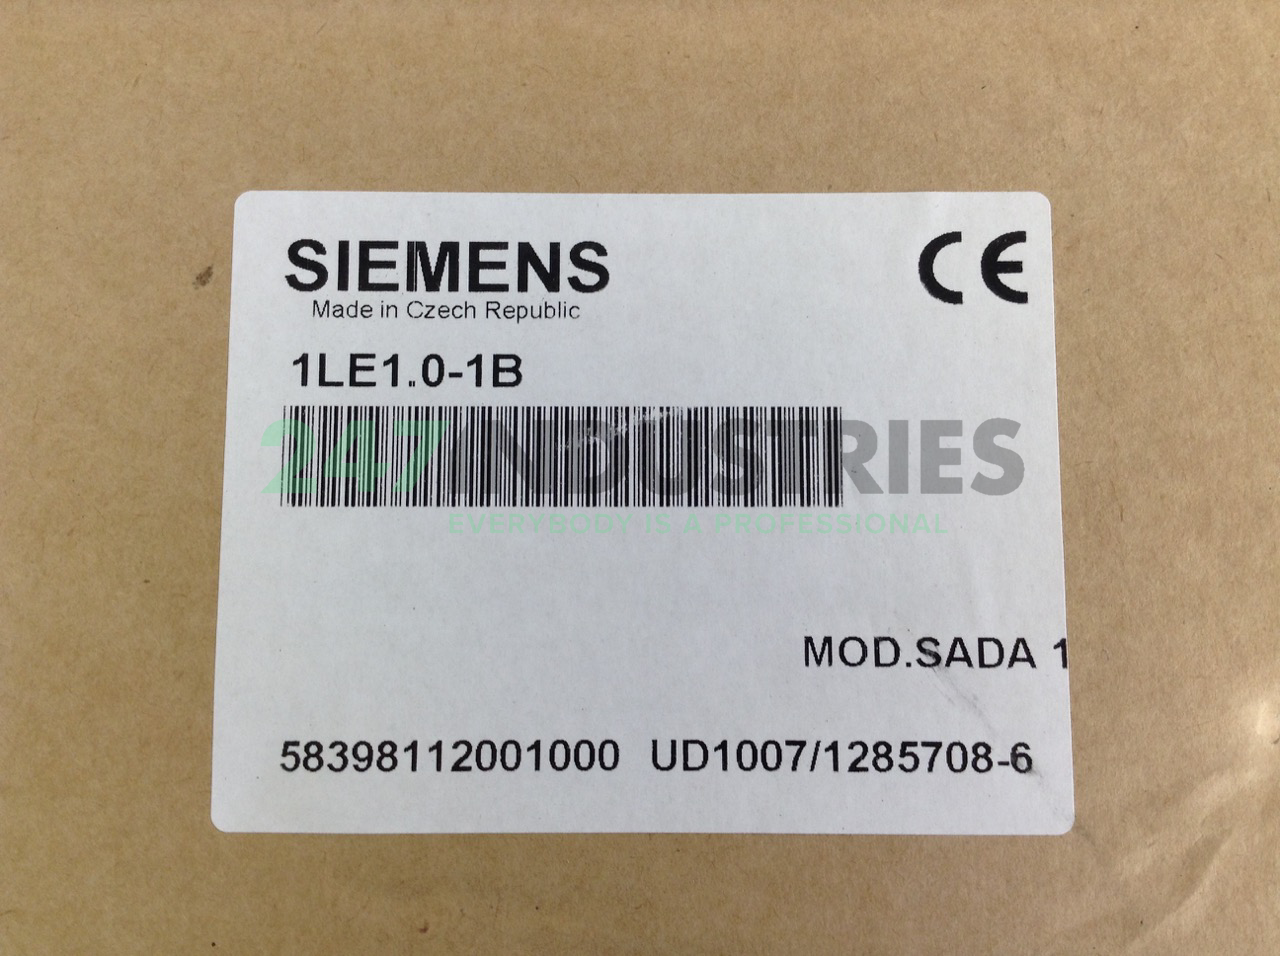 SIEMENS
Made in Czech Republic
CE
1LE1..0-1B
247INDUSTRIES
EVERYBODY IS A PROFESSIONAL
MOD.SADA 1
58398112001000 UD1007/1285708-6